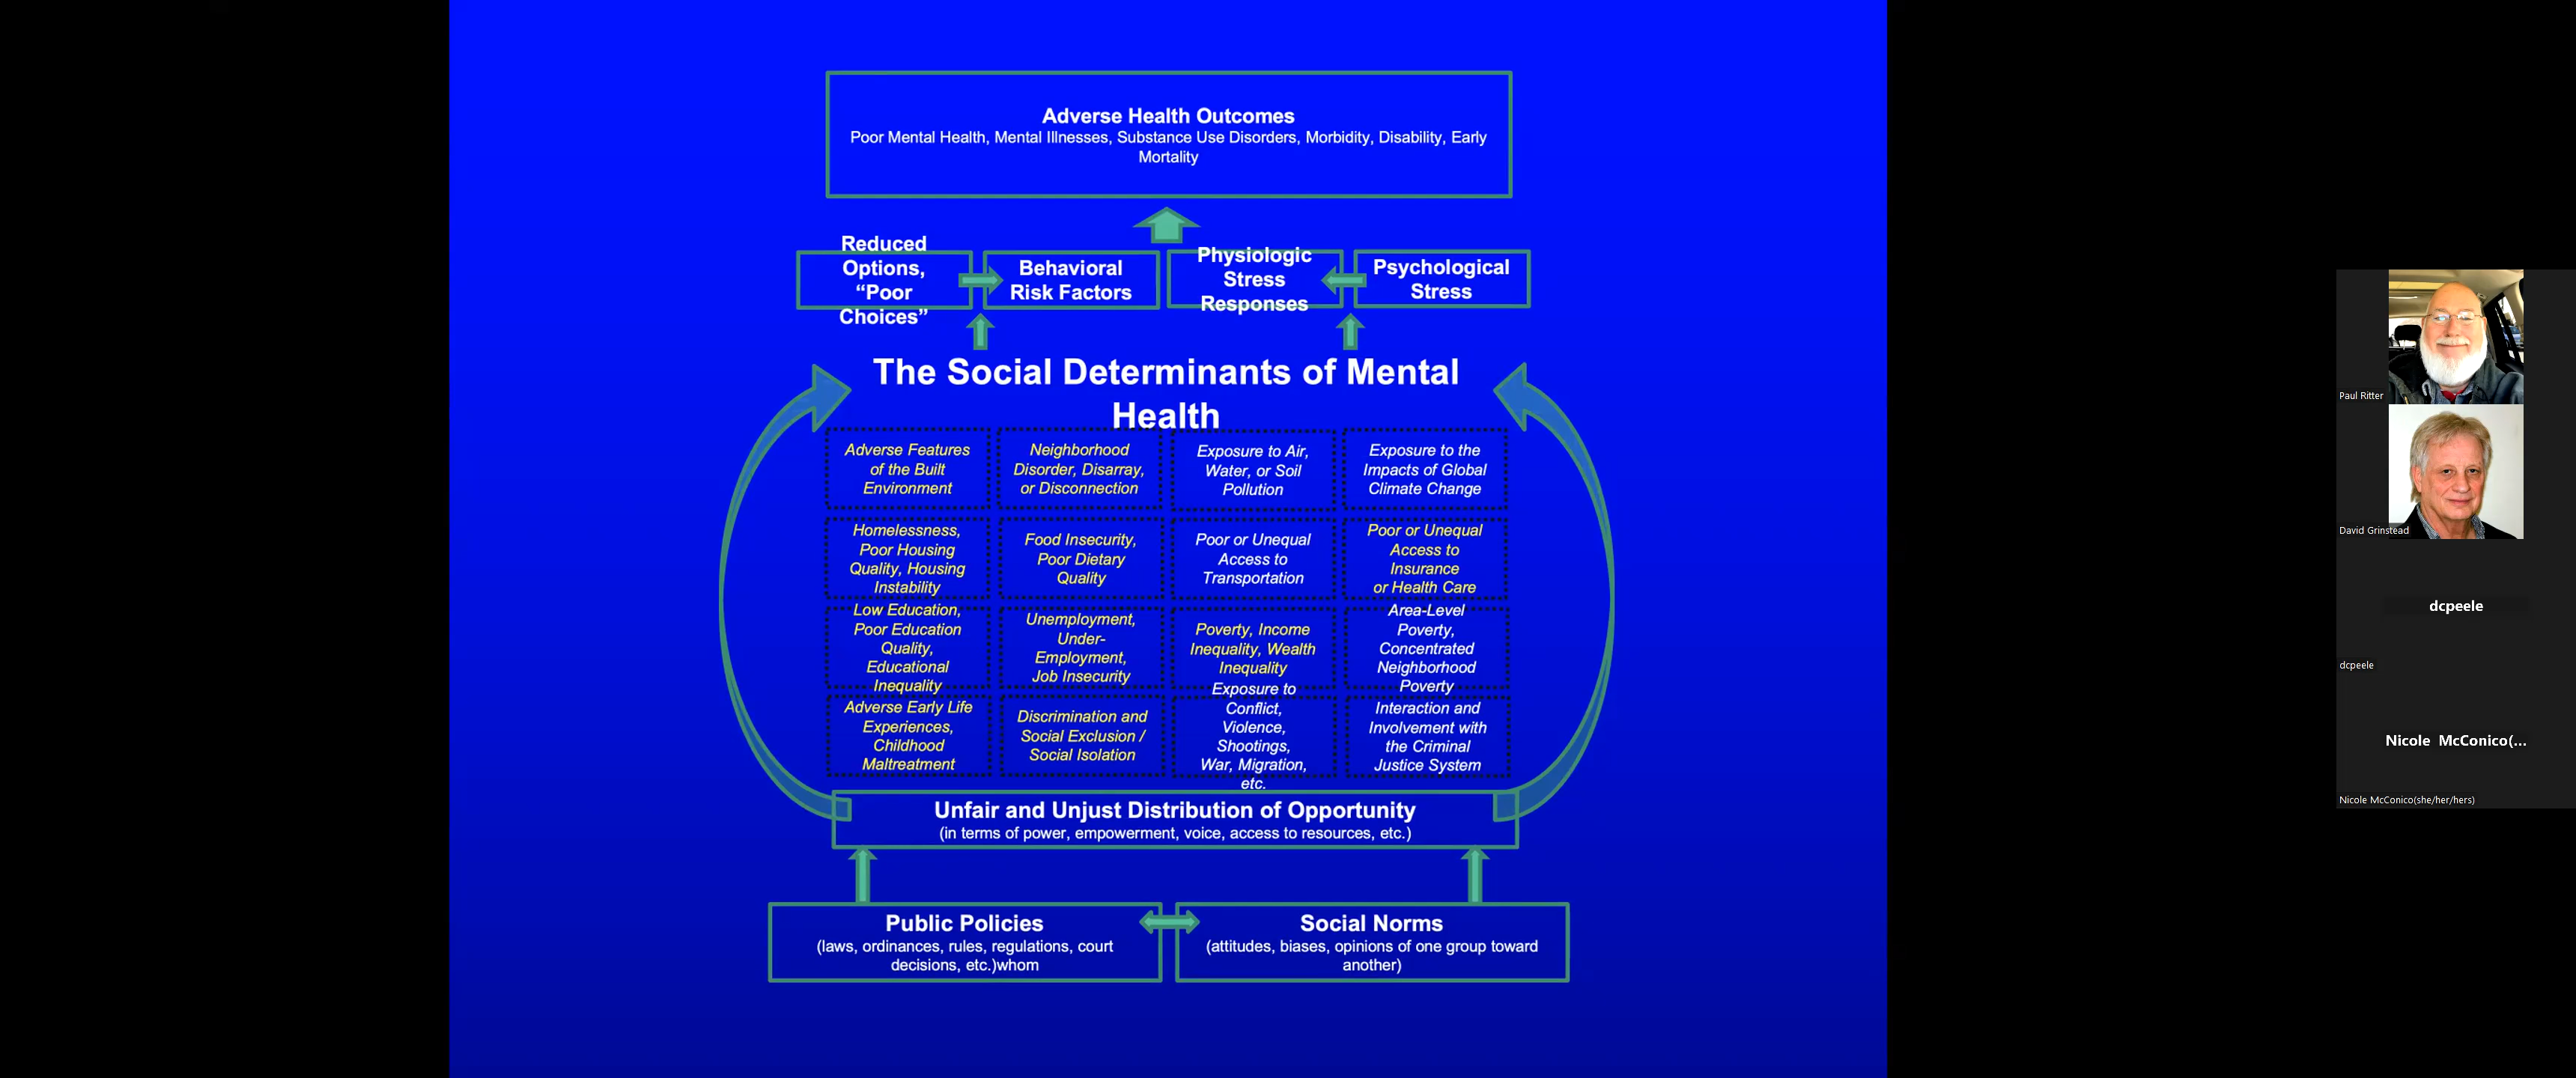 Adverse Health Outcomes
Poor Mental Health, Mental Illnesses, Substance Use Disorders, Morbidity, Disability, Early
Mortality
Reduced
Options,
“Poor
Choices”
Behavioral
Risk Factors
Physiologic
Stress
Responses
Psychological
Stress
The Social Determinants of Mental
Health
Adverse Features
of the Built
Environment
Neighborhood
Disorder, Disarray,
or Disconnection
Exposure to Air,
Water, or Soil
Pollution
Exposure to the
Impacts of Global
Climate Change
Homelessness,
Poor Housing
Quality, Housing
Instability
Food Insecurity,
Poor Dietary
Quality
Poor or Unequal
Access to
Transportation
Poor or Unequal
Access to
Insurance
or Health Care
Low Education,
Poor Education
Quality,
Educational
Inequality
Unemployment,
Under-
Employment,
Job Insecurity
Poverty, Income
Inequality, Wealth
Inequality
Area-Level
Poverty,
Concentrated
Neighborhood
Poverty
Adverse Early Life
Experiences,
Childhood
Maltreatment
Discrimination and
Social Exclusion /
Social Isolation
Exposure to
Conflict,
Violence,
Shootings,
War, Migration,
etc.
Interaction and
Involvement with
the Criminal
Justice System
Unfair and Unjust Distribution of Opportunity
(in terms of power, empowerment, voice, access to resources, etc.)
Public Policies
(laws, ordinances, rules, regulations, court
decisions, etc.)whom
Social Norms
(attitudes, biases, opinions of one group toward
another)
Paul Ritter
David Grinstead
dcpeele
dcpeele
Nicole McConico(...
Nicole McConico(she/her/hers)